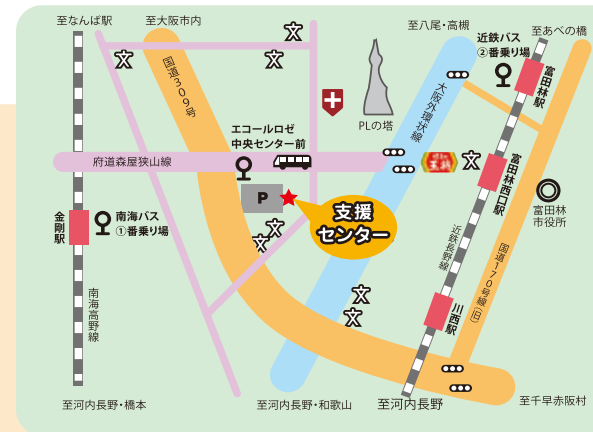 至なんば駅
至大阪市内
至八尾・高槻
近鉄バス
②番乗り場
至あべの橋
国道309号
富田林駅
大阪外環状線
PLの塔
エコールロゼ
中央センター前
府道森屋狭山線
富田林西口駅
P
支援
センター
富田林
市役所
金剛駅
南海バス
①番乗り場
近鉄長野線
国道170号線(旧)
南海高野線
川西駅
至河内長野・橋本
至河内長野・和歌山
至河内長野
至千早赤阪村